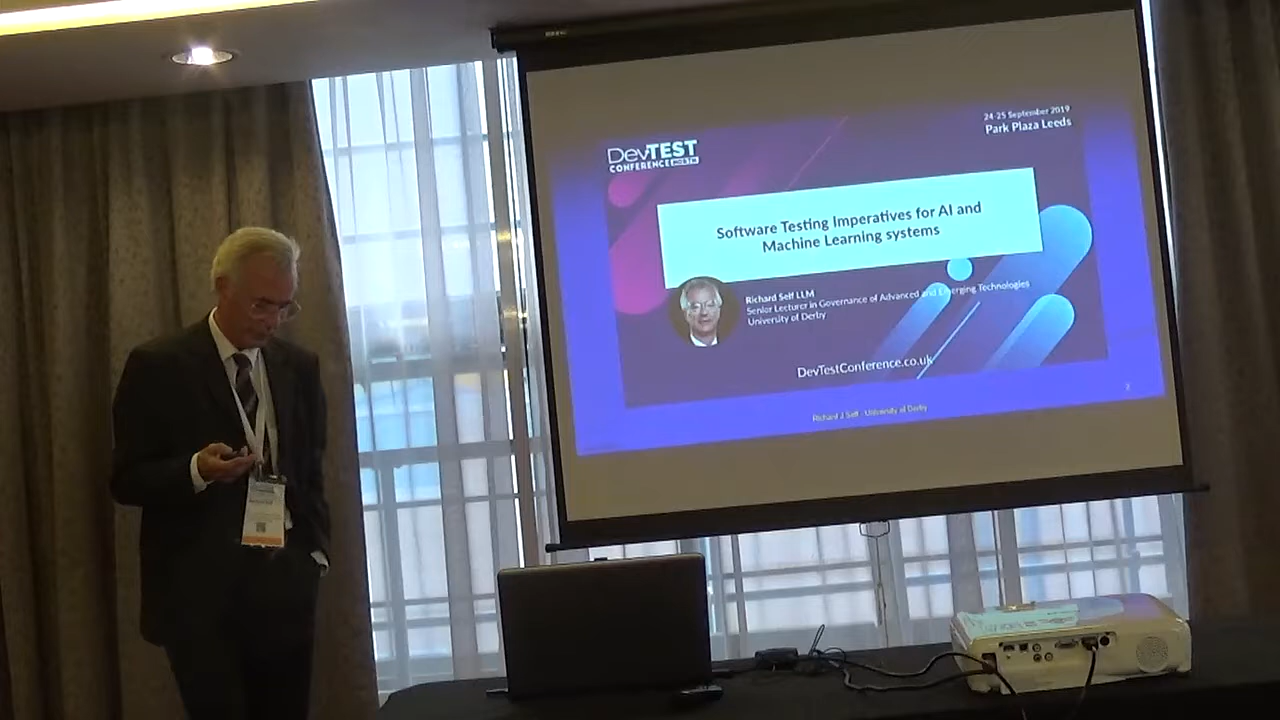 24-25 September 2019
Park Plaza Leeds
DevTEST
CONFERENCE NORTH
Software Testing Imperatives for AI and
Machine Learning systems
Richard Self LLM
Senior Lecturer in Governance of Advanced and Emerging Technologies
University of Derby
DevTestConference.co.uk
Richard J Self - University of Derby
2